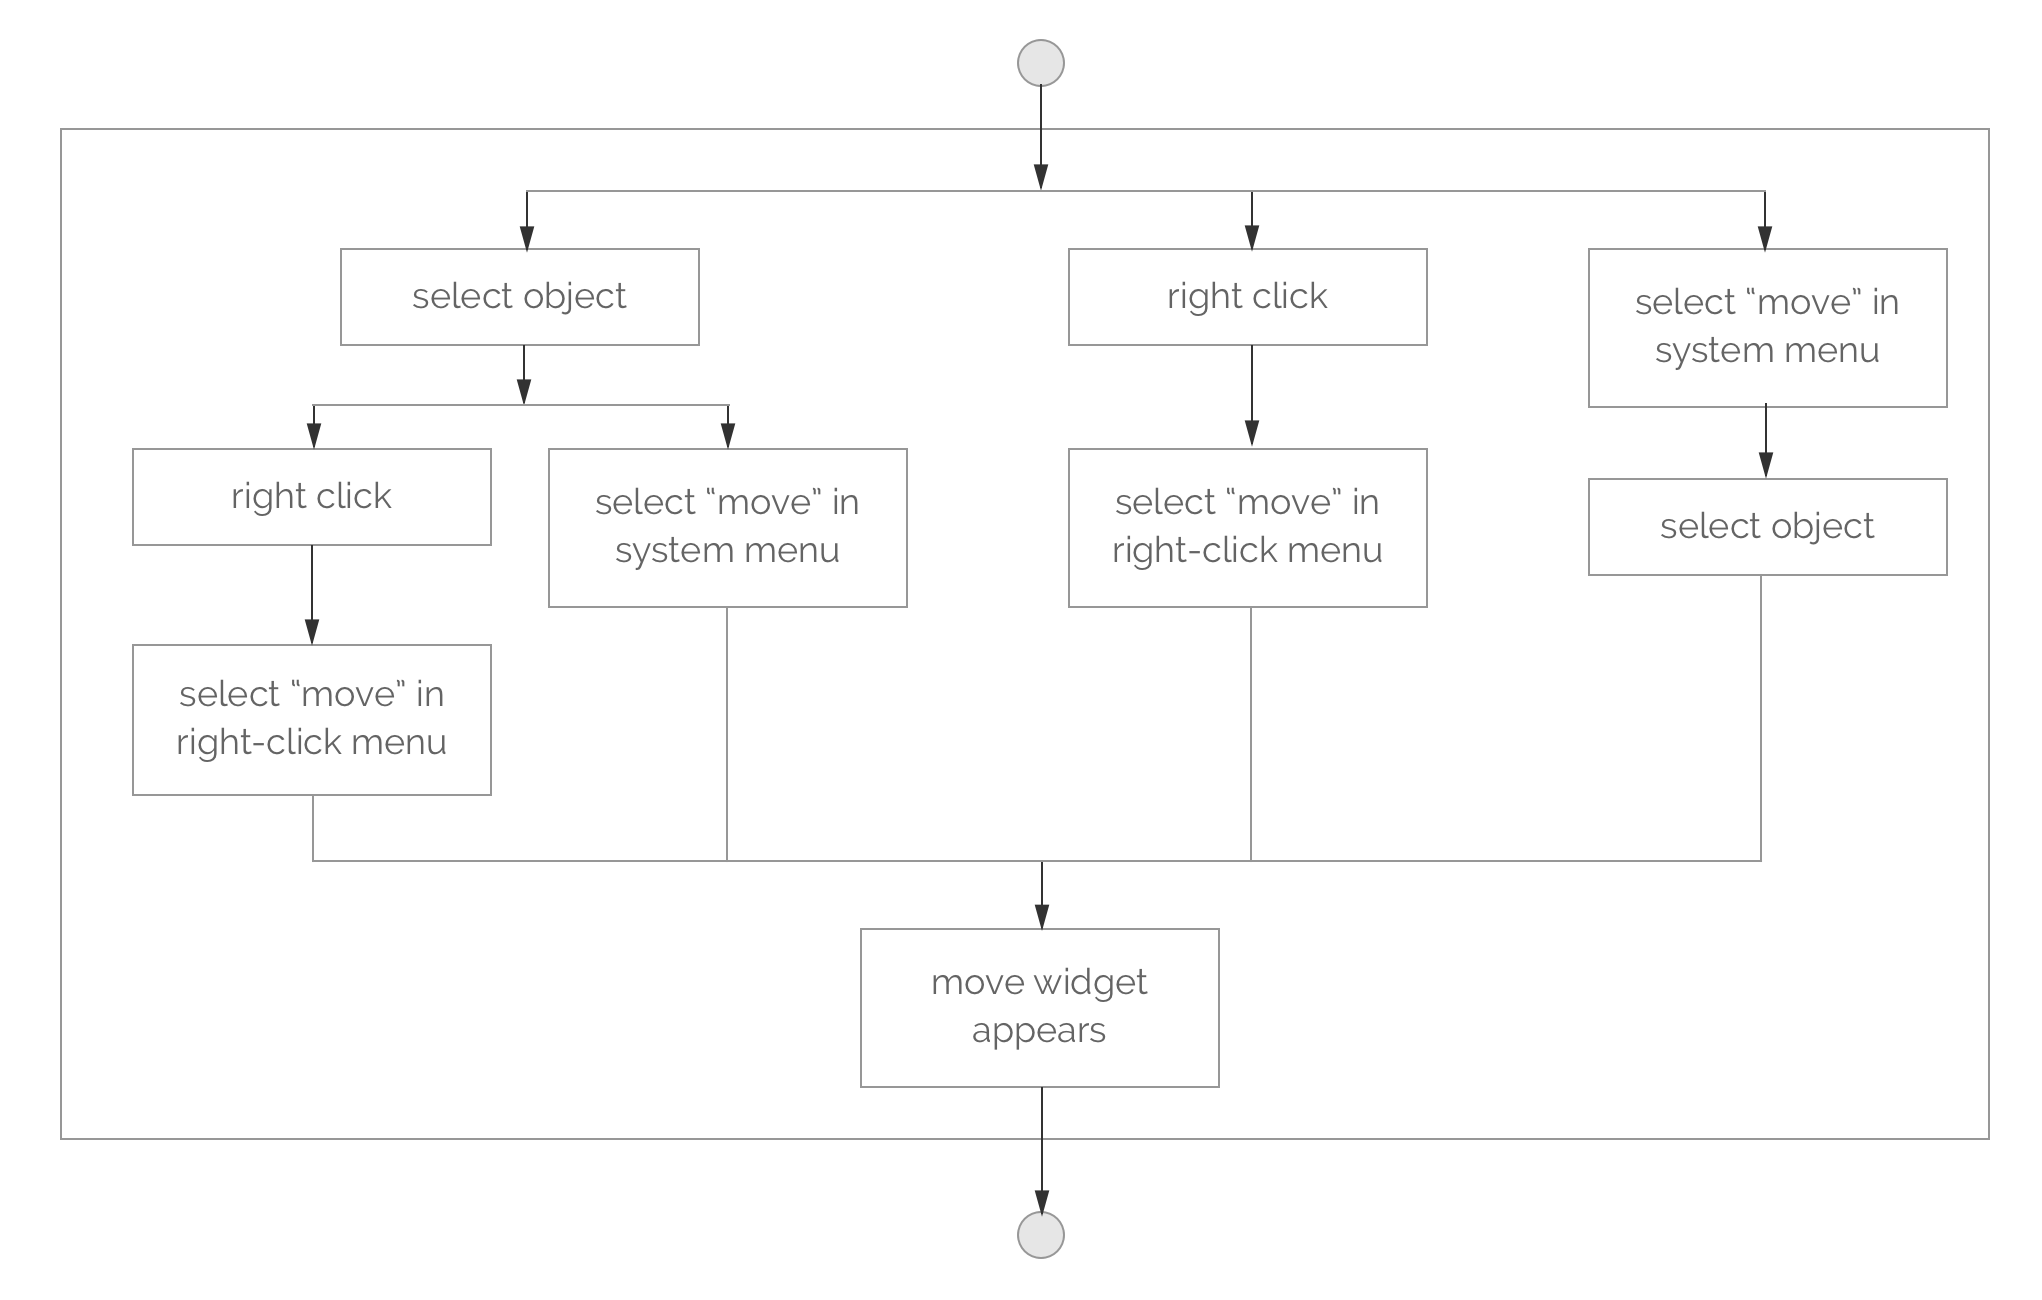 select object
right click
select “move” in
system menu
right click
select “move” in
system menu
select “move” in
right-click menu
select object
select “move” in
right-click menu
move widget
appears